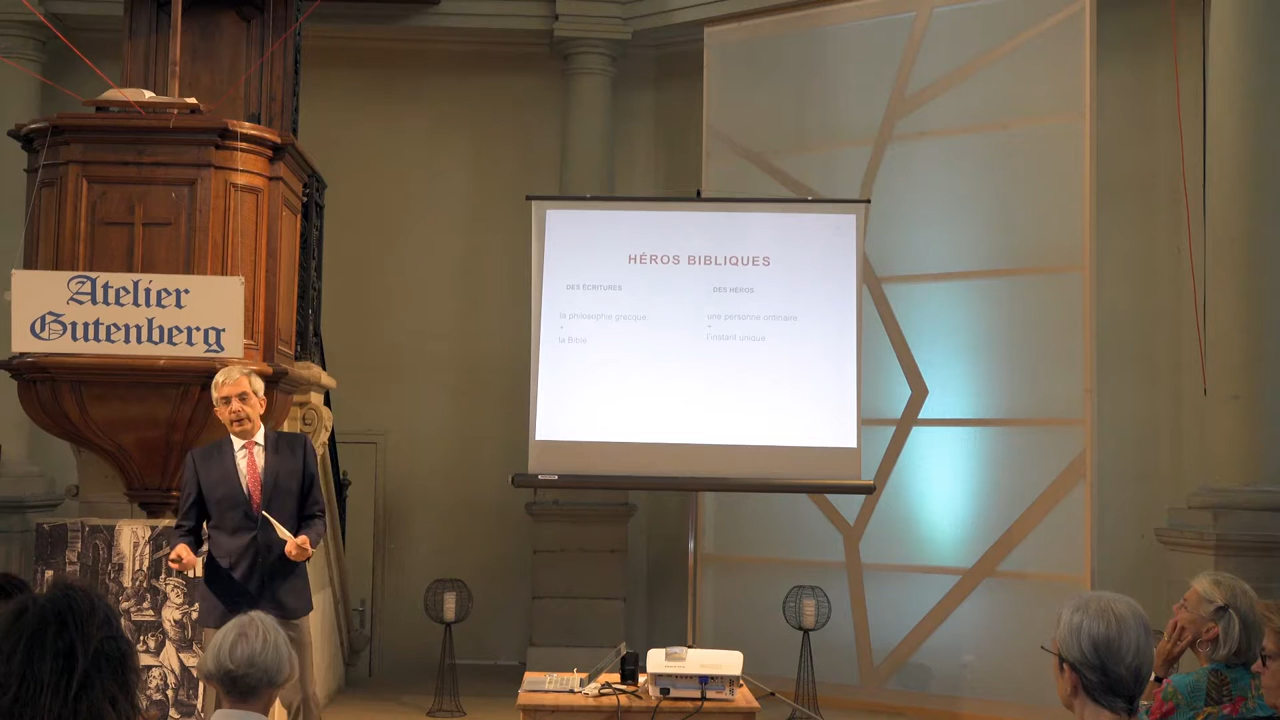 Atelier
Gutenberg
HÉROS BIBLIQUES
DES ÉCRITURES
la philosophie grecque
+
la Bible
DES HÉROS
une personne ordinaire
+
l'instant unique